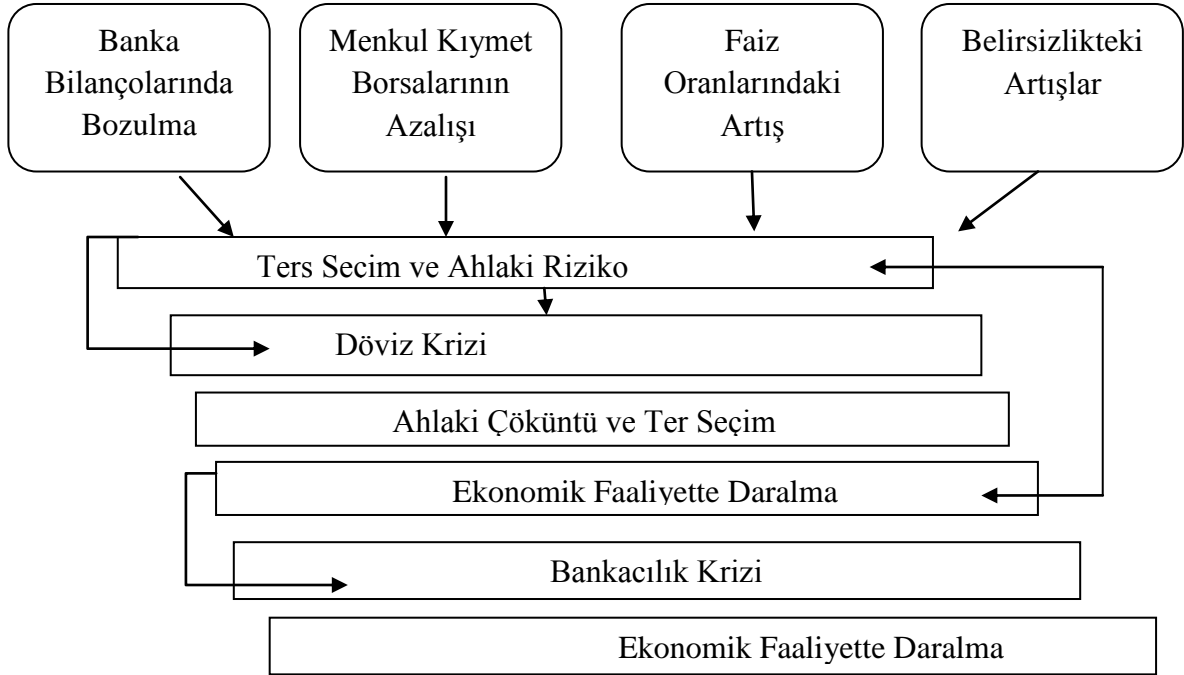 Banka
Bilançolarında
Bozulma
Menkul Kıymet
Borsalarının
Azalışı
Faiz
Oranlarındaki
Artış
Belirsizlikteki
Artışlar
Ters Secim ve Ahlaki Riziko
Döviz Krizi
Ahlaki Çöküntü ve Ter Seçim
Ekonomik Faaliyette Daralma
Bankacılık Krizi
Ekonomik Faaliyette Daralma